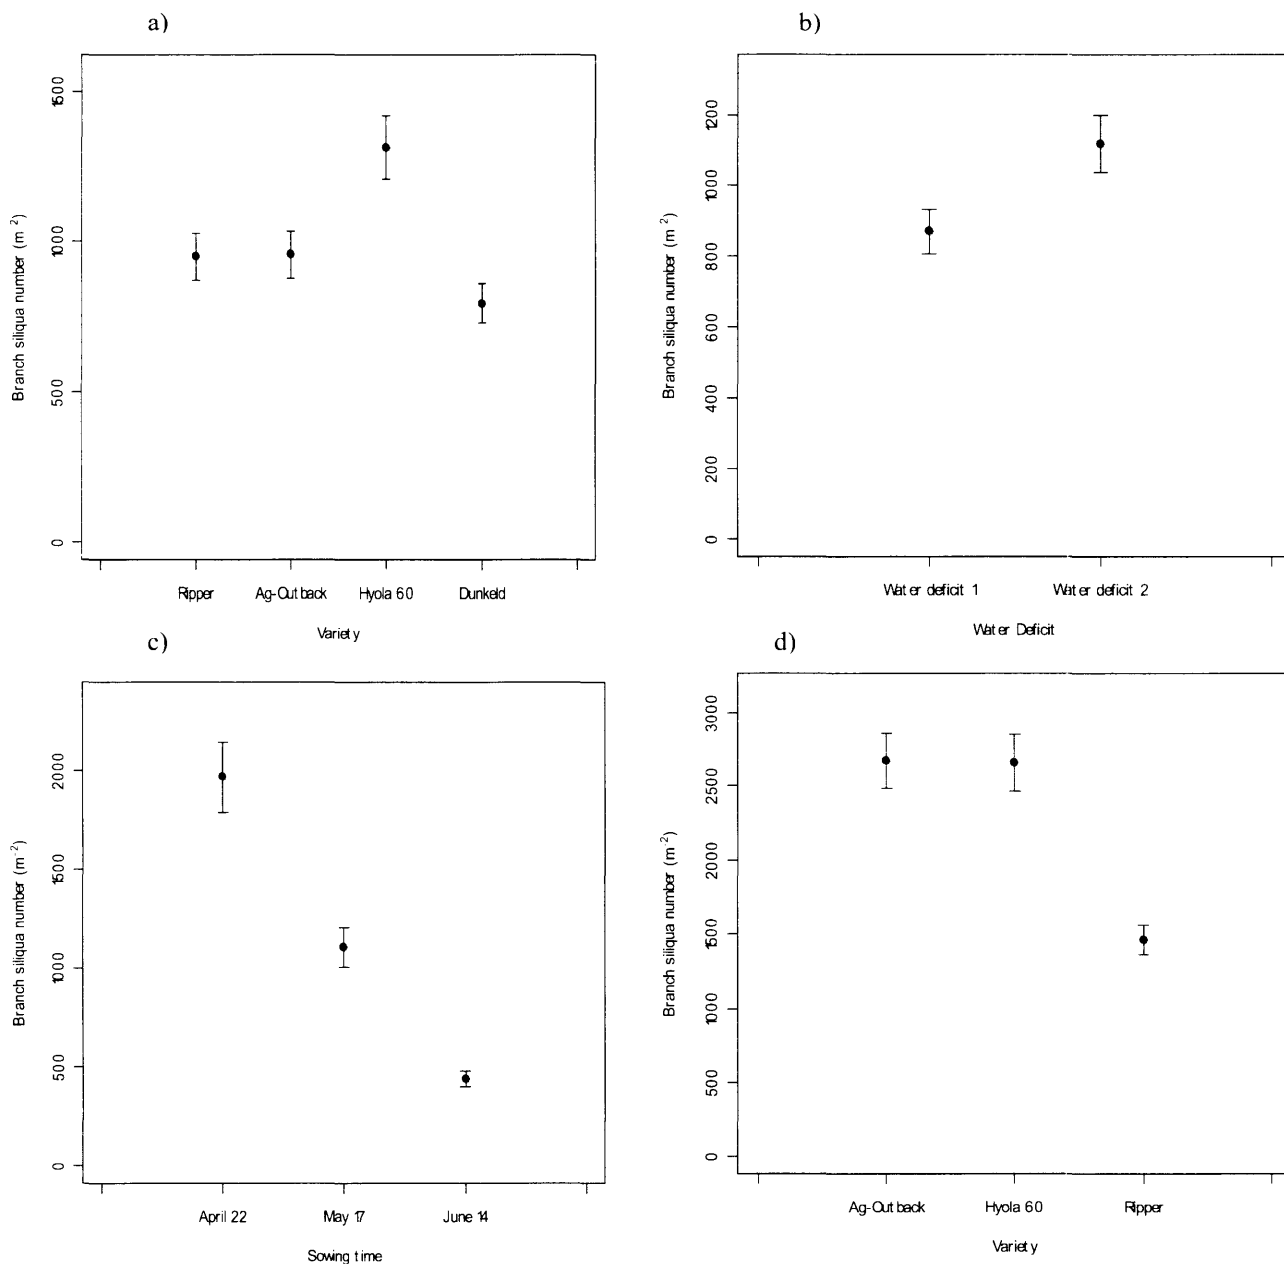 a)
Branch siliqua number (m⁻²)
1500
1000
500
0
Ripper Ag-Outback Hyola 60 Dunkeld
Variety
b)
Branch siliqua number (m⁻²)
1200
1000
800
600
400
200
0
Water deficit 1 Water deficit 2
Water Deficit
c)
Branch siliqua number (m⁻²)
2000
1500
1000
500
0
April 22 May 17 June 14
Sowing time
d)
Branch siliqua number (m⁻²)
3000
2500
2000
1500
1000
500
0
Ag-Outback Hyola 60 Ripper
Variety